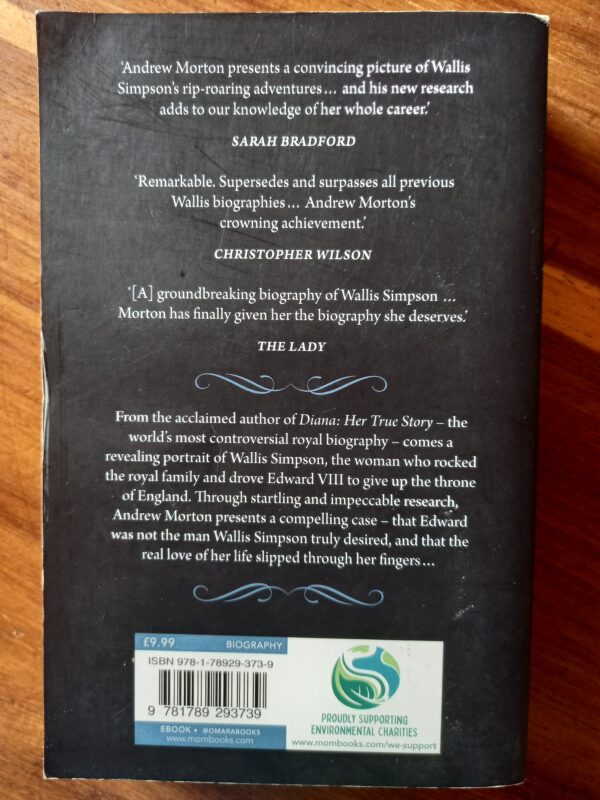 ‘Andrew Morton presents a convincing picture of Wallis
Simpson’s rip-roaring adventures… and his new research
adds to our knowledge of her whole career.’
SARAH BRADFORD
‘Remarkable. Supersedes and surpasses all previous
Wallis biographies… Andrew Morton’s
crowning achievement.’
CHRISTOPHER WILSON
‘[A] groundbreaking biography of Wallis Simpson …
Morton has finally given her the biography she deserves.’
THE LADY
From the acclaimed author of Diana: Her True Story – the
world’s most controversial royal biography – comes a
revealing portrait of Wallis Simpson, the woman who rocked
the royal family and drove Edward VIII to give up the throne
of England. Through startling and impeccable research,
Andrew Morton presents a compelling case – that Edward
was not the man Wallis Simpson truly desired, and that the
real love of her life slipped through her fingers…
£9.99 BIOGRAPHY
ISBN 978-1-78929-373-9
9 781789 293739
EBOOK • @OMARABOOKS
www.mombooks.com
PROUDLY SUPPORTING
ENVIRONMENTAL CHARITIES
www.mombooks.com/we-support